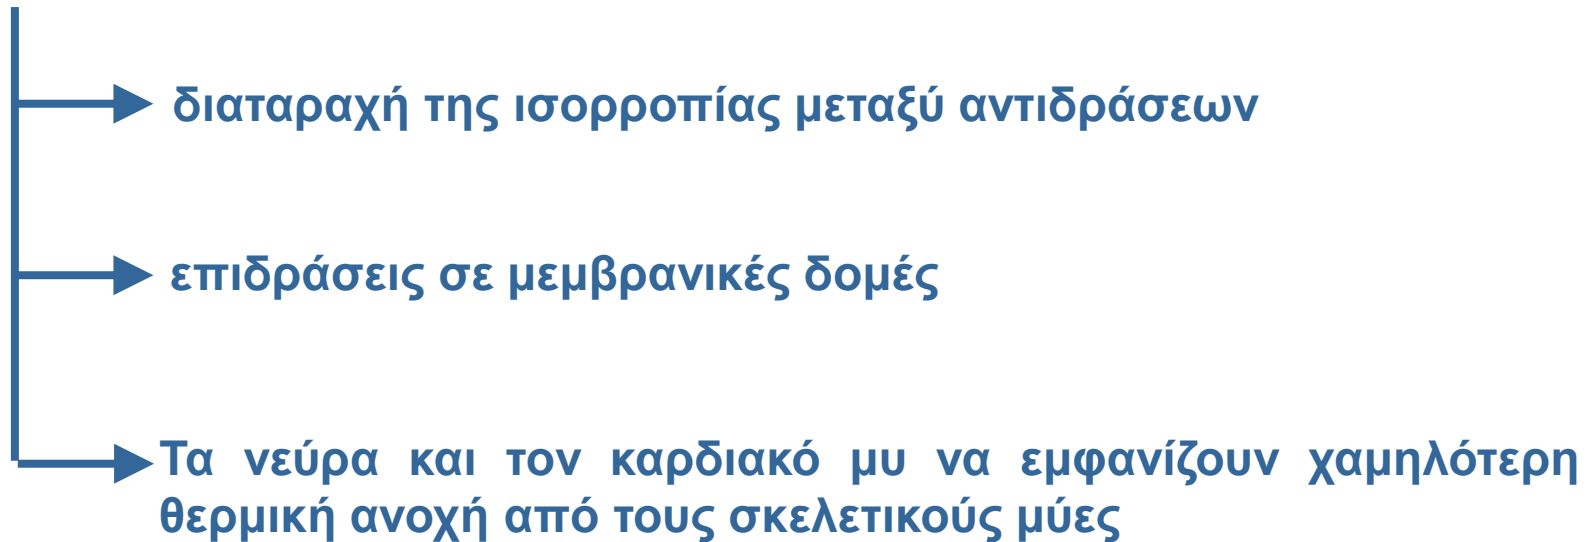 διαταραχή της ισορροπίας μεταξύ αντιδράσεων
επιδράσεις σε μεμβρανικές δομές
Τα νεύρα και τον καρδιακό μυ να εμφανίζουν χαμηλότερη
θερμική ανοχή από τους σκελετικούς μύες